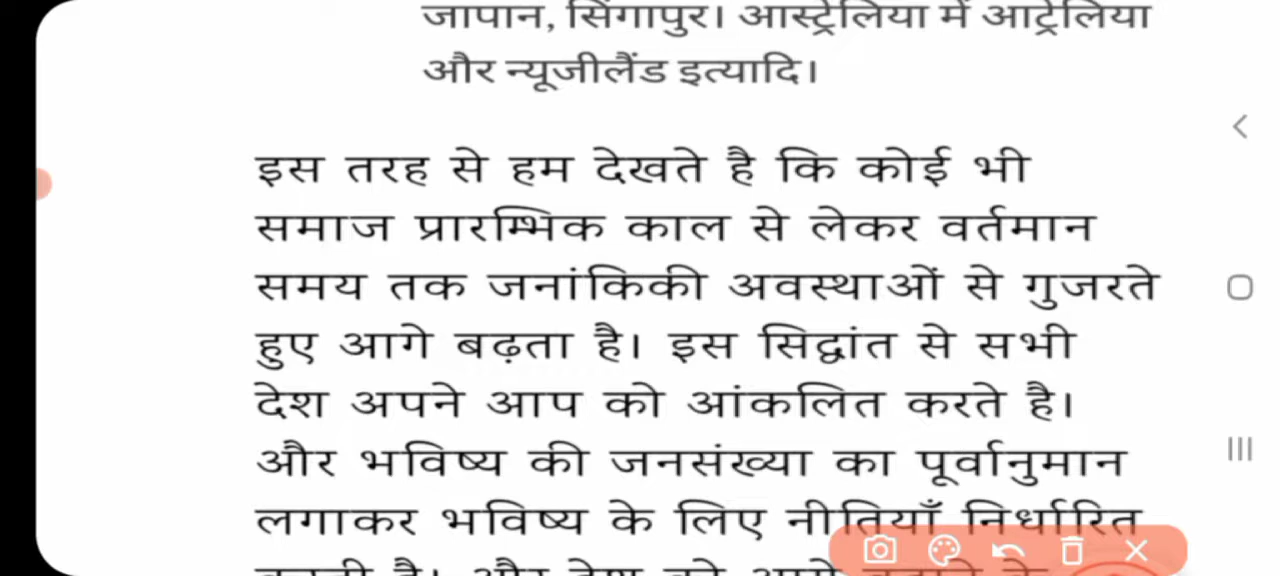 जापान, सिंगापुर। आस्ट्रेलिया में आट्रेलिया
और न्यूजीलैंड इत्यादि।
इस तरह से हम देखते है कि कोई भी
समाज प्रारम्भिक काल से लेकर वर्तमान
समय तक जनांकिकी अवस्थाओं से गुजरते
हुए आगे बढ़ता है। इस सिद्वांत से सभी
देश अपने आप को आंकलित करते है।
और भविष्य की जनसंख्या का पूर्वानुमान
लगाकर भविष्य के लिए नीतियाँ निर्धारित